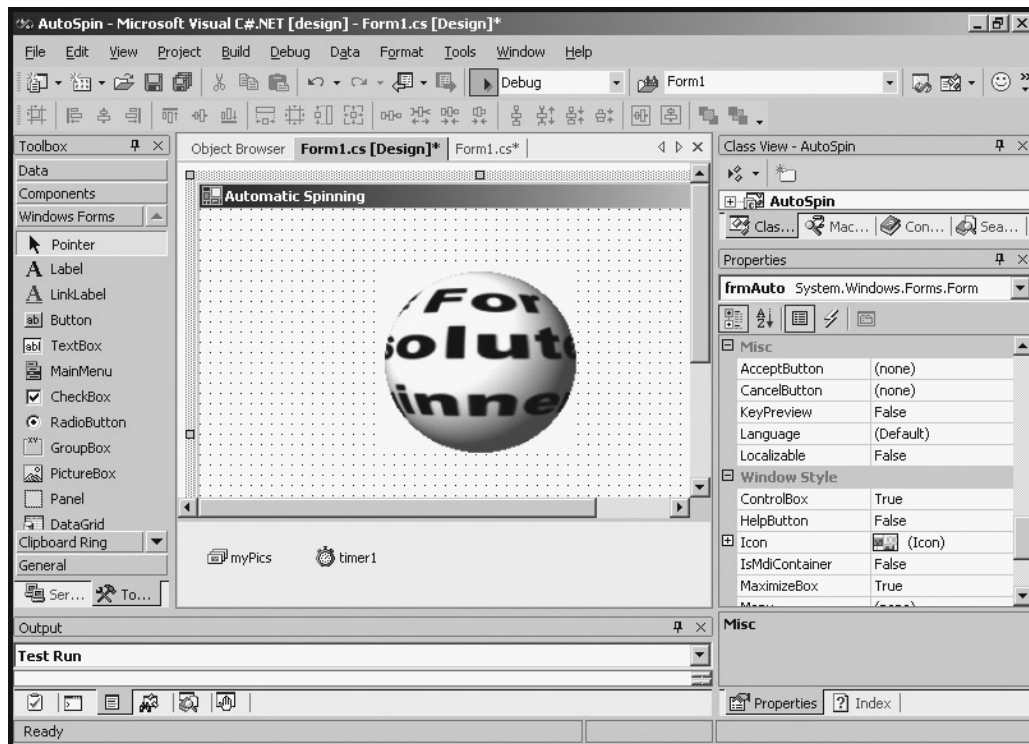 AutoSpin - Microsoft Visual C#.NET [design] - Form1.cs [Design]*
File Edit View Project Build Debug Data Format Tools Window Help
Debug Form1
Toolbox
Data
Components
Windows Forms
Pointer
Label
LinkLabel
Button
TextBox
MainMenu
CheckBox
RadioButton
GroupBox
PictureBox
Panel
DataGrid
Clipboard Ring
General
Ser... To...
Object Browser Form1.cs [Design]* Form1.cs*
Automatic Spinning
For
solute
inne
myPics timer1
Class View - AutoSpin
AutoSpin
Clas... Mac... Con... Sea...
Properties
frmAuto System.Windows.Forms.Form
Misc
AcceptButton (none)
CancelButton (none)
KeyPreview False
Language (Default)
Localizable False
Window Style
ControlBox True
HelpButton False
Icon (Icon)
IsMdiContainer False
MaximizeBox True
Menu (none)
Misc
Properties Index
Output
Test Run
Ready